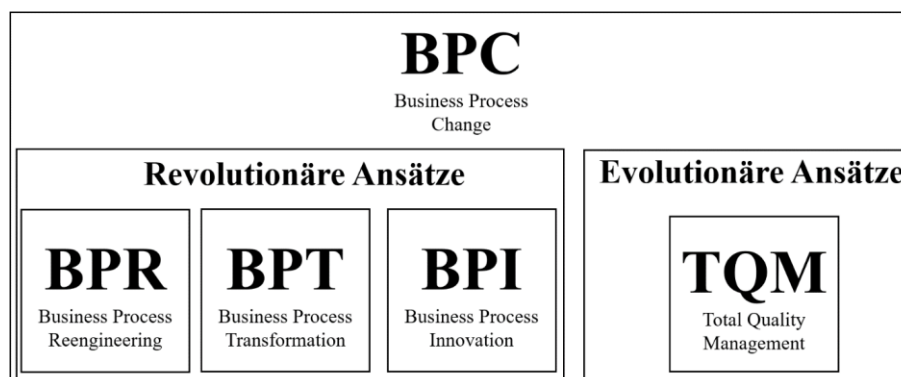 BPC
Business Process
Change
Revolutionäre Ansätze
BPR
Business Process
Reengineering
BPT
Business Process
Transformation
BPI
Business Process
Innovation
Evolutionäre Ansätze
TQM
Total Quality
Management